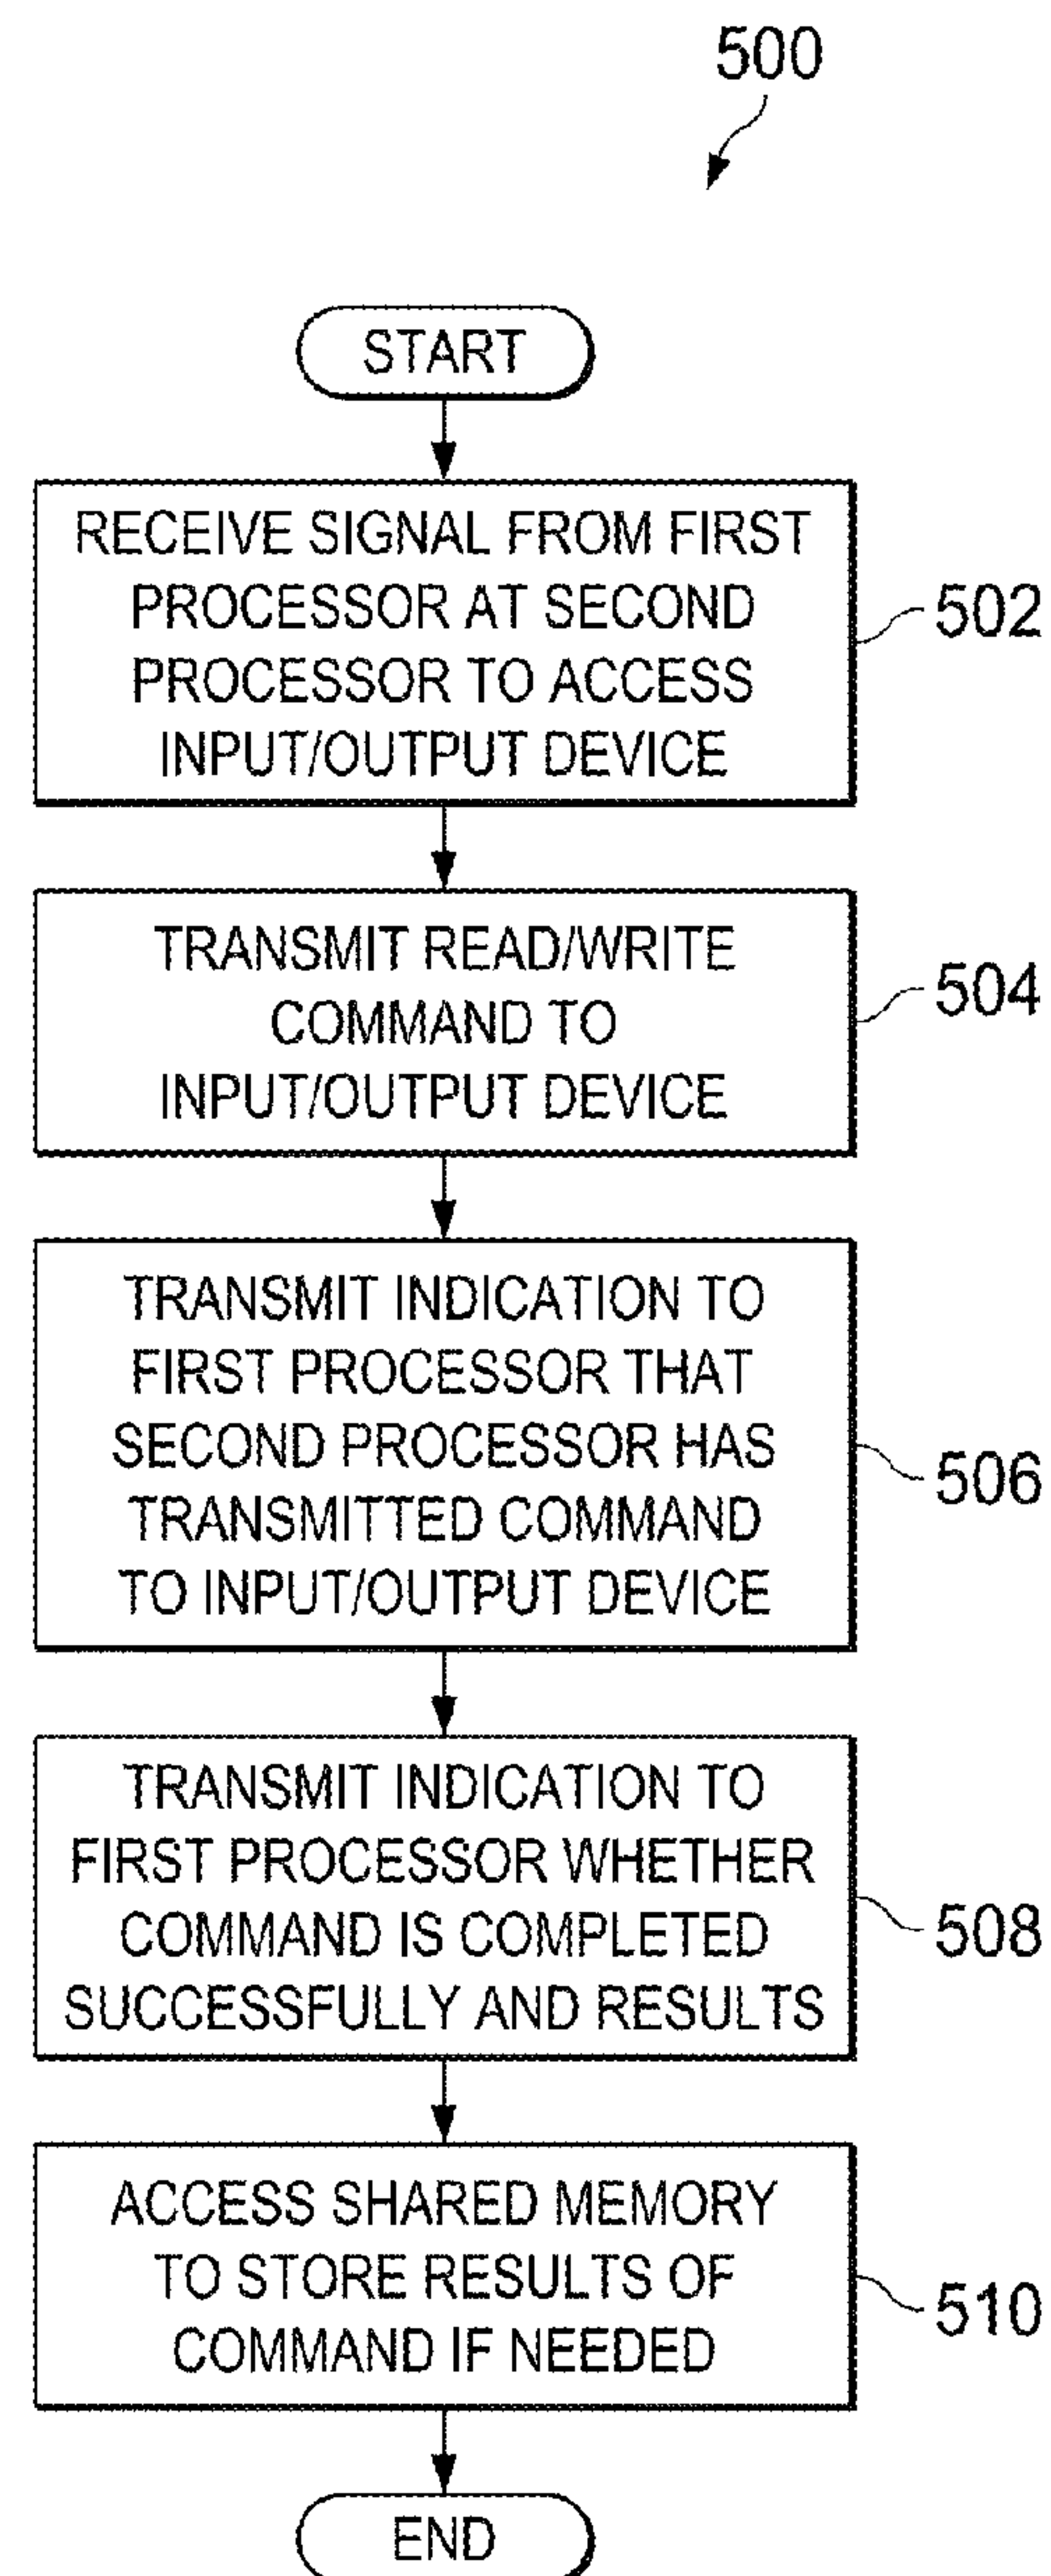 500
START
RECEIVE SIGNAL FROM FIRST
PROCESSOR AT SECOND
PROCESSOR TO ACCESS
INPUT/OUTPUT DEVICE
502
TRANSMIT READ/WRITE
COMMAND TO
INPUT/OUTPUT DEVICE
504
TRANSMIT INDICATION TO
FIRST PROCESSOR THAT
SECOND PROCESSOR HAS
TRANSMITTED COMMAND
TO INPUT/OUTPUT DEVICE
506
TRANSMIT INDICATION TO
FIRST PROCESSOR WHETHER
COMMAND IS COMPLETED
SUCCESSFULLY AND RESULTS
508
ACCESS SHARED MEMORY
TO STORE RESULTS OF
COMMAND IF NEEDED
510
END